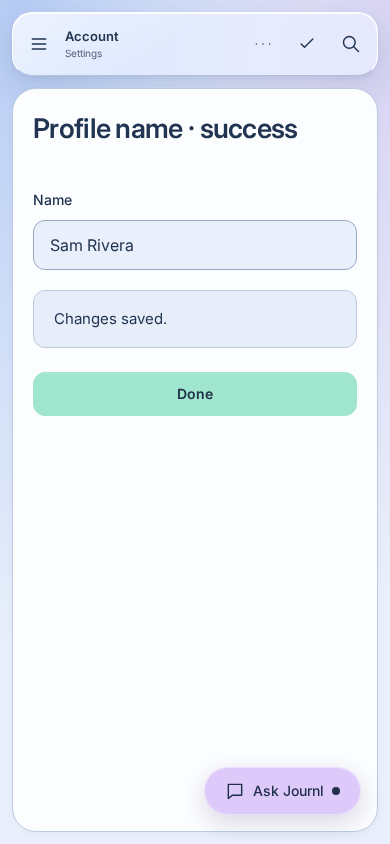 Account
Settings
Profile name · success
Name
Sam Rivera
Changes saved.
Done
Ask Journl